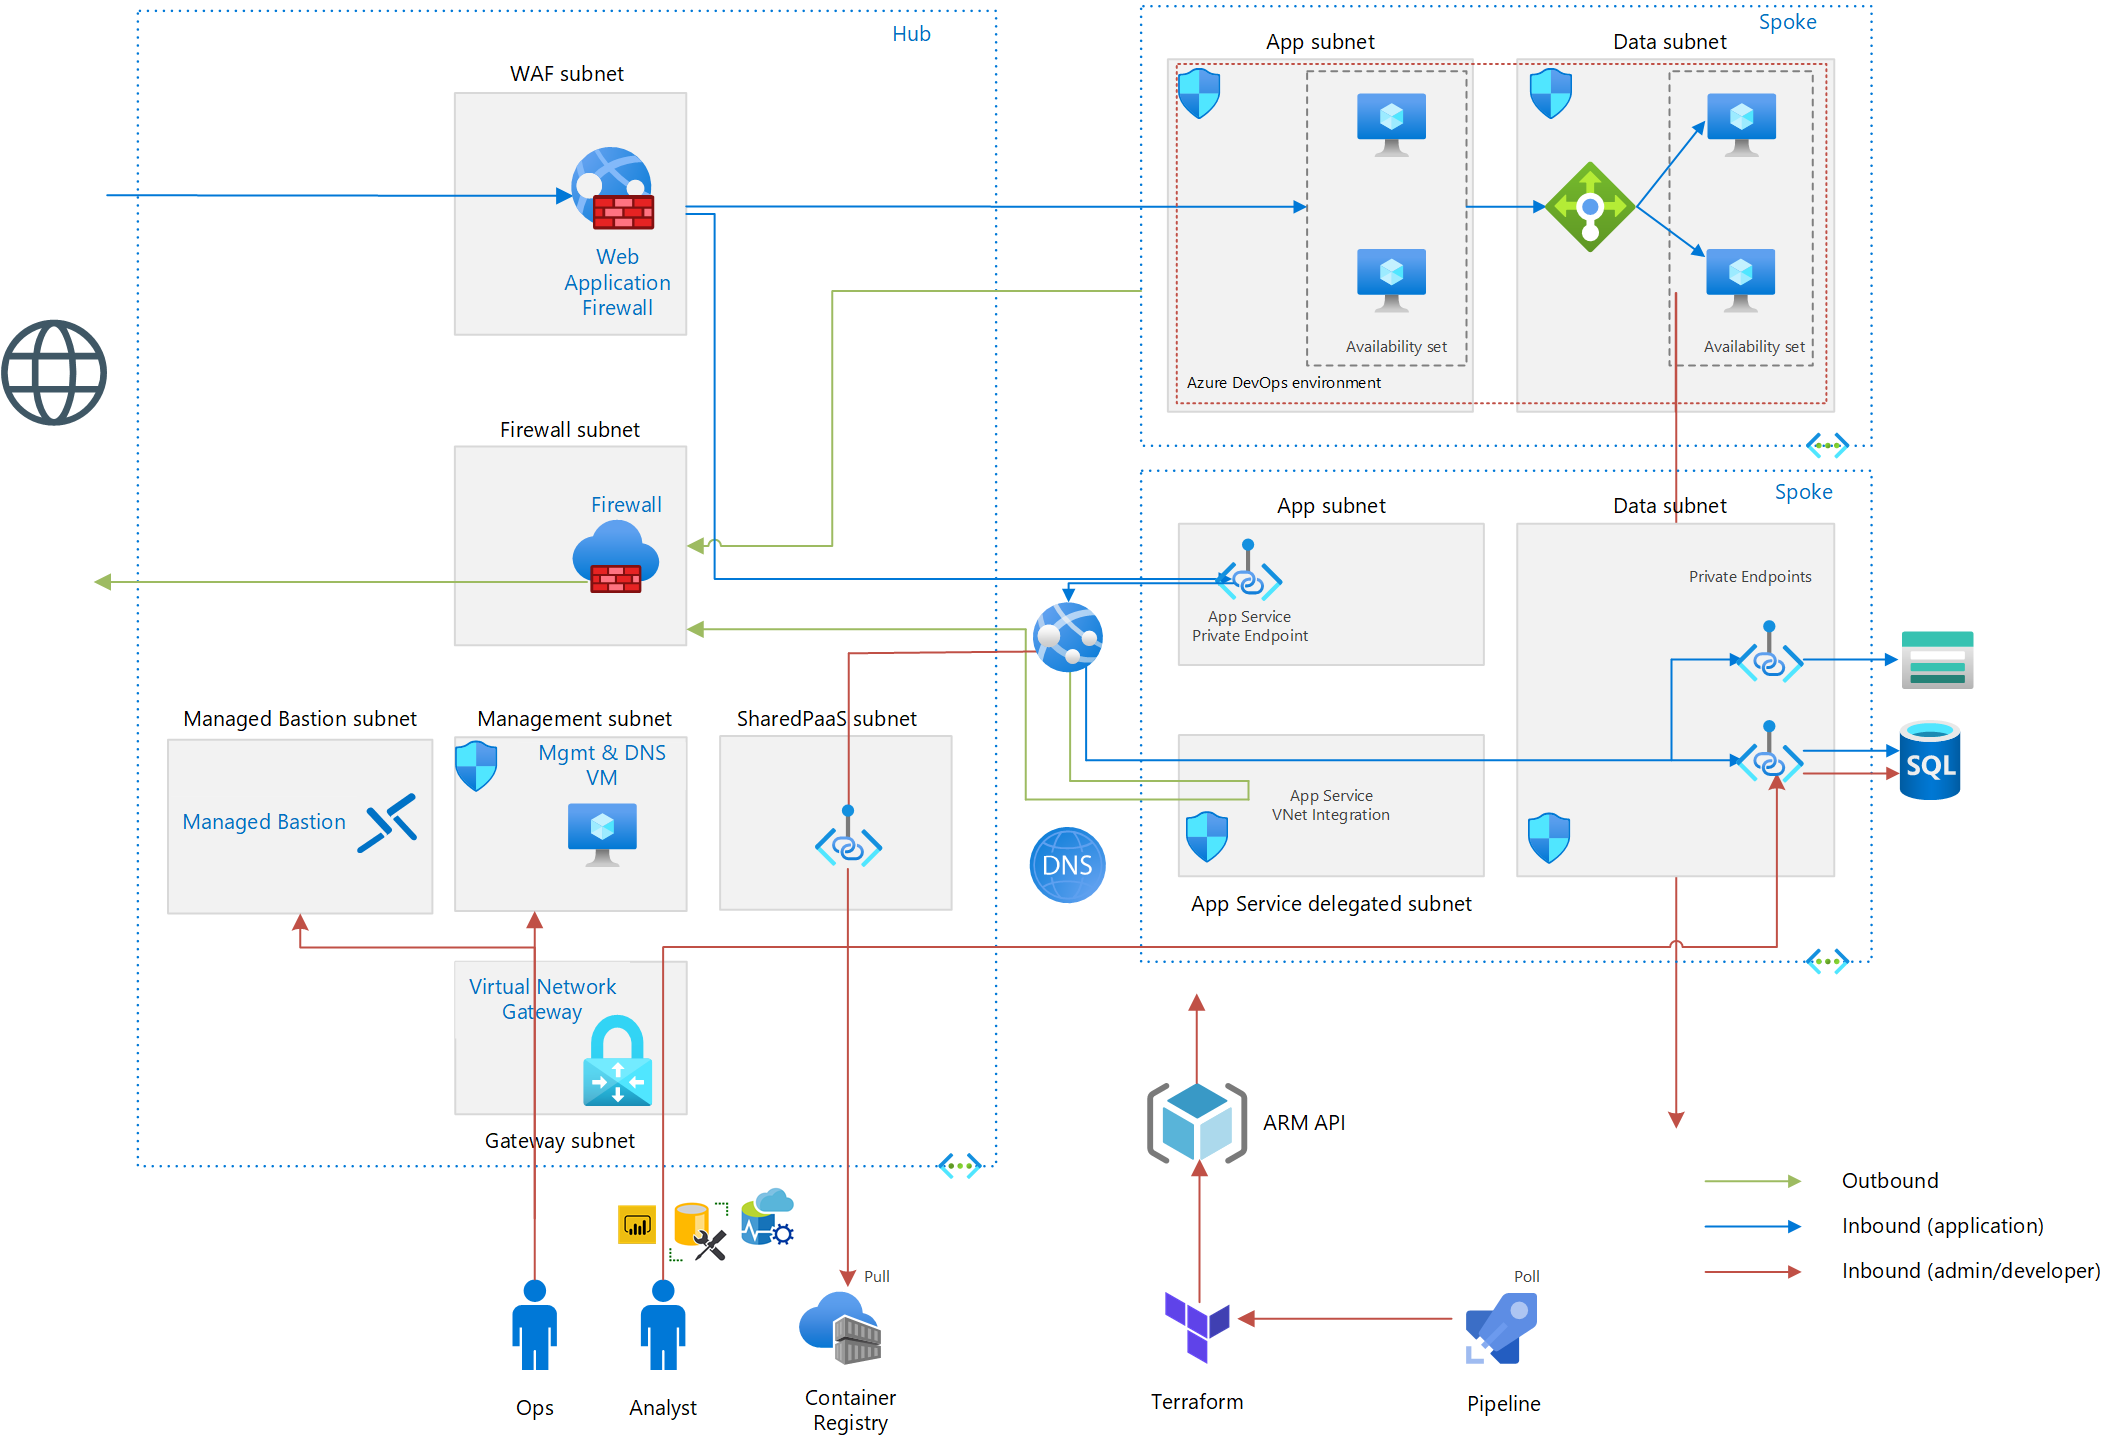 Hub
WAF subnet
Web
Application
Firewall
Firewall subnet
Firewall
Managed Bastion subnet
Managed Bastion
Management subnet
Mgmt & DNS
VM
SharedPaaS subnet
Virtual Network
Gateway
Gateway subnet
Spoke
App subnet
Data subnet
Availability set
Availability set
Azure DevOps environment
Spoke
App subnet
Data subnet
App Service
Private Endpoint
Private Endpoints
App Service
VNet Integration
App Service delegated subnet
DNS
SQL
ARM API
Outbound
Inbound (application)
Inbound (admin/developer)
Pull
Poll
Ops
Analyst
Container
Registry
Terraform
Pipeline